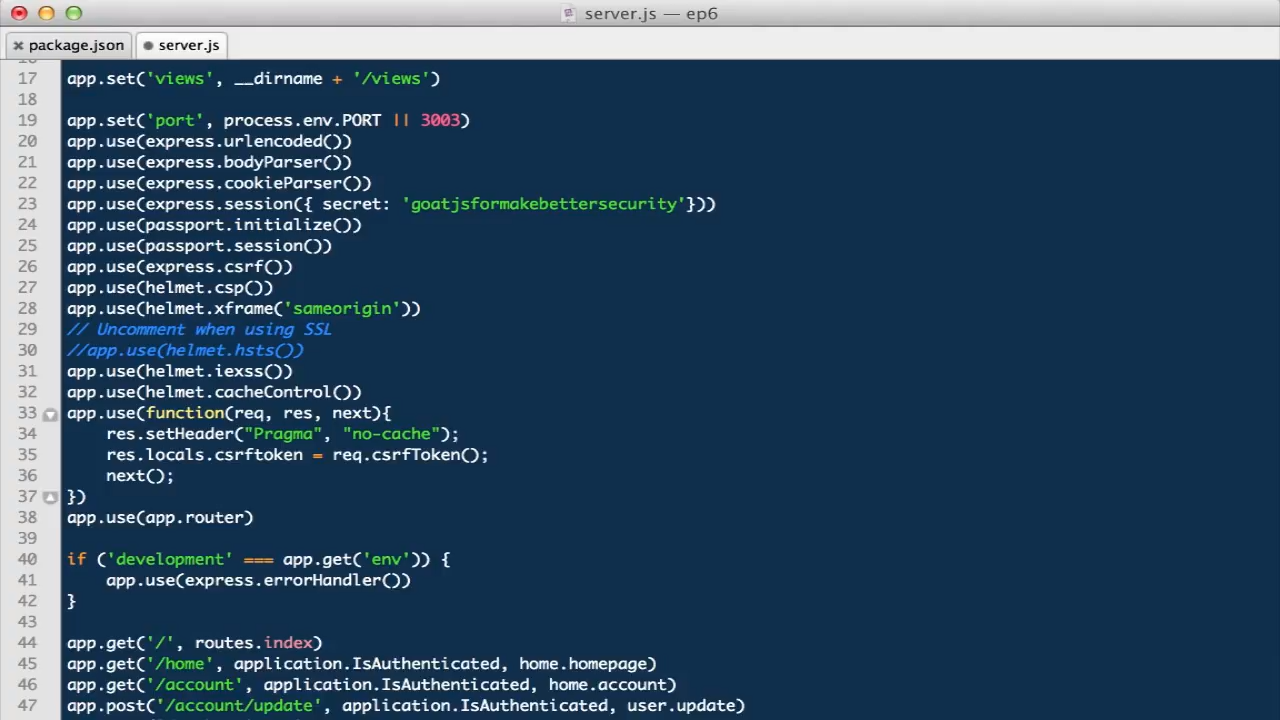 server.js — ep6
package.json
server.js
17 app.set('views', __dirname + '/views')
18
19 app.set('port', process.env.PORT || 3003)
20 app.use(express.urlencoded())
21 app.use(express.bodyParser())
22 app.use(express.cookieParser())
23 app.use(express.session({ secret: 'goatjsformakebettersecurity'}))
24 app.use(passport.initialize())
25 app.use(passport.session())
26 app.use(express.csrf())
27 app.use(helmet.csp())
28 app.use(helmet.xframe('sameorigin'))
29 // Uncomment when using SSL
30 //app.use(helmet.hsts())
31 app.use(helmet.iexss())
32 app.use(helmet.cacheControl())
33 app.use(function(req, res, next){
34     res.setHeader("Pragma", "no-cache");
35     res.locals.csrftoken = req.csrfToken();
36     next();
37 })
38 app.use(app.router)
39
40 if ('development' === app.get('env')) {
41     app.use(express.errorHandler())
42 }
43
44 app.get('/', routes.index)
45 app.get('/home', application.IsAuthenticated, home.homepage)
46 app.get('/account', application.IsAuthenticated, home.account)
47 app.post('/account/update', application.IsAuthenticated, user.update)